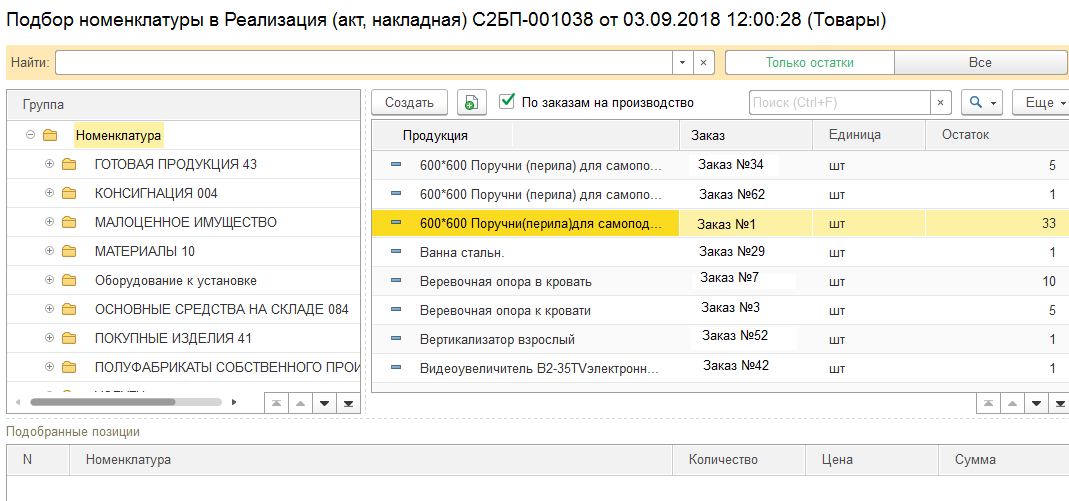 Подбор номенклатуры в Реализация (акт, накладная) С2БП-001038 от 03.09.2018 12:00:28 (Товары)
Найти: Только остатки Все
Группа
Номенклатура
ГОТОВАЯ ПРОДУКЦИЯ 43
КОНСИГНАЦИЯ 004
МАЛОЦЕННОЕ ИМУЩЕСТВО
МАТЕРИАЛЫ 10
Оборудование к установке
ОСНОВНЫЕ СРЕДСТВА НА СКЛАДЕ 084
ПОКУПНЫЕ ИЗДЕЛИЯ 41
ПОЛУФАБРИКАТЫ СОБСТВЕННОГО ПРОИ
Создать По заказам на производство Поиск (Ctrl+F) Еще
Продукция Заказ Единица Остаток
600*600 Поручни (перила) для самопо... Заказ №34 шт 5
600*600 Поручни (перила) для самопо... Заказ №62 шт 1
600*600 Поручни(перила)для самопод... Заказ №1 шт 33
Ванна стальн. Заказ №29 шт 1
Веревочная опора в кровать Заказ №7 шт 10
Веревочная опора к кровати Заказ №3 шт 5
Вертикализатор взрослый Заказ №52 шт 1
Видеоувеличитель В2-35TVэлектронн... Заказ №42 шт 1
Подобранные позиции
N Номенклатура Количество Цена Сумма